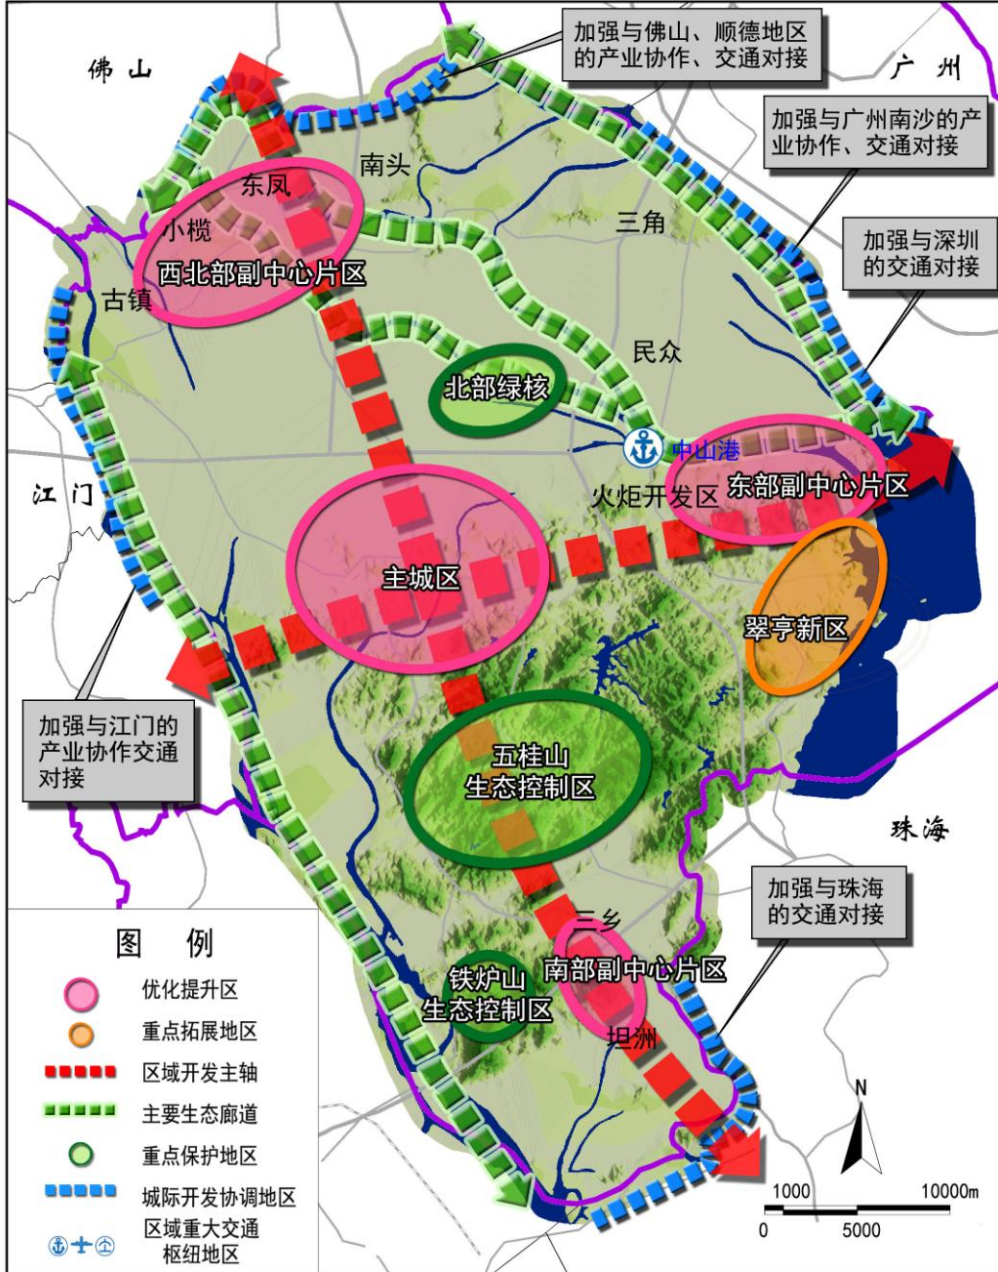 加强与佛山、顺德地区
的产业协作、交通对接
佛山
广州
加强与广州南沙的产
业协作、交通对接
南头
东凤
三角
小榄
加强与深圳
的交通对接
西北部副中心片区
古镇
民众
北部绿核
中山港
江门
火炬开发区
东部副中心片区
主城区
翠亨新区
加强与江门的
产业协作交通
对接
五桂山
生态控制区
珠海
加强与珠海
的交通对接
三乡
南部副中心片区
铁炉山
生态控制区
坦洲
图 例
优化提升区
重点拓展地区
区域开发主轴
主要生态廊道
重点保护地区
城际开发协调地区
区域重大交通
枢纽地区
N
1000
10000m
0
5000